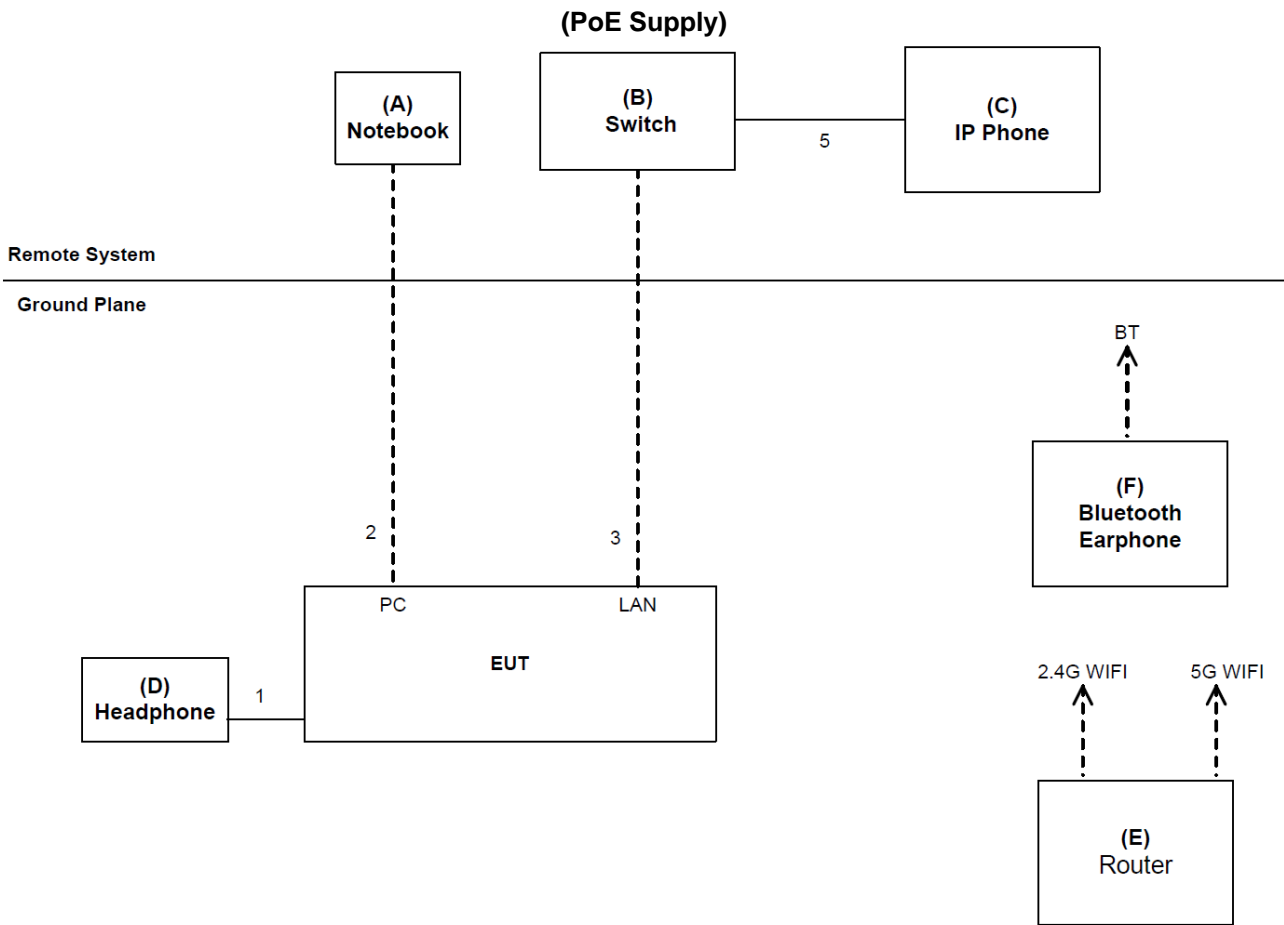 (PoE Supply)
(A)
Notebook
(B)
Switch
5
(C)
IP Phone
Remote System
Ground Plane
BT
(F)
Bluetooth
Earphone
2
3
PC
LAN
EUT
(D)
Headphone
1
2.4G WIFI
5G WIFI
(E)
Router